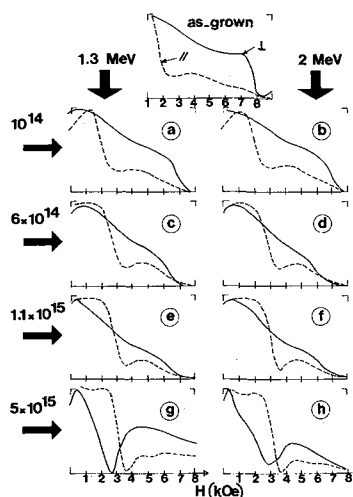 as-grown
⊥
//
1 2 3 4 5 6 7 8
1.3 MeV
2 MeV
10¹⁴
a
b
6×10¹⁴
c
d
1.1×10¹⁵
e
f
5×10¹⁵
g
h
1 2 3 4 5 6 7 8
H (kOe)
1 2 3 4 5 6 7 8